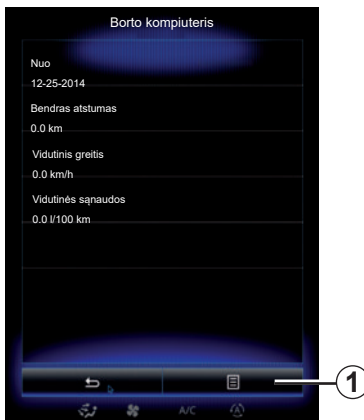 Borto kompiuteris
Nuo
12-25-2014
Bendras atstumas
0.0 km
Vidutinis greitis
0.0 km/h
Vidutinės sąnaudos
0.0 l/100 km
1
A/C
A